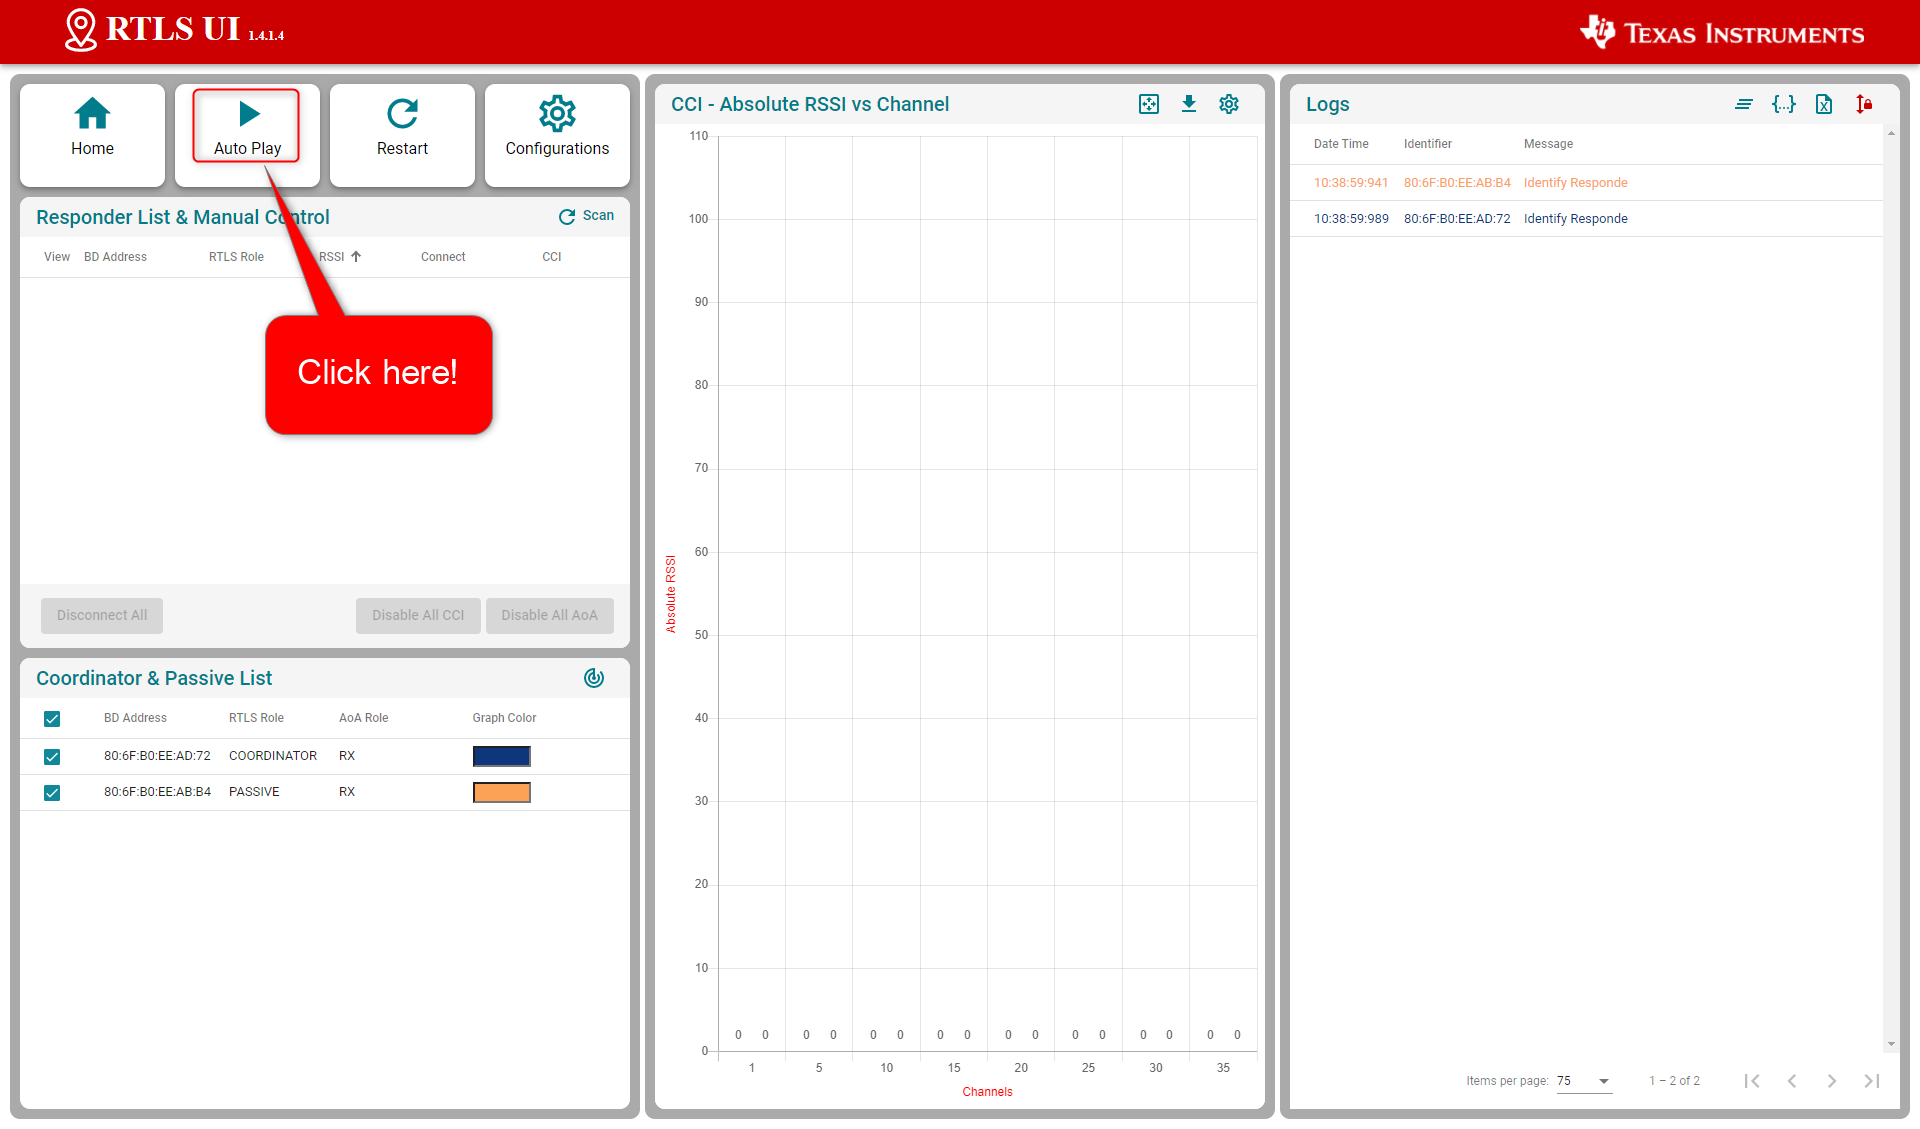 RTLS UI 1.4.1.4
TEXAS INSTRUMENTS
Home
Auto Play
Restart
Configurations
Responder List & Manual Control
Scan
View BD Address RTLS Role RSSI Connect CCI
Click here!
Disconnect All
Disable All CCI
Disable All AoA
Coordinator & Passive List
BD Address RTLS Role AoA Role Graph Color
80:6F:B0:EE:AD:72 COORDINATOR RX
80:6F:B0:EE:AB:B4 PASSIVE RX
CCI - Absolute RSSI vs Channel
110
100
90
80
70
60
50
40
30
20
10
0
Absolute RSSI
0 0 0 0 0 0 0 0 0 0 0 0 0 0 0 0
1 5 10 15 20 25 30 35
Channels
Logs
{...}
X
Date Time Identifier Message
10:38:59:941 80:6F:B0:EE:AB:B4 Identify Responde
10:38:59:989 80:6F:B0:EE:AD:72 Identify Responde
Items per page: 75 1 – 2 of 2